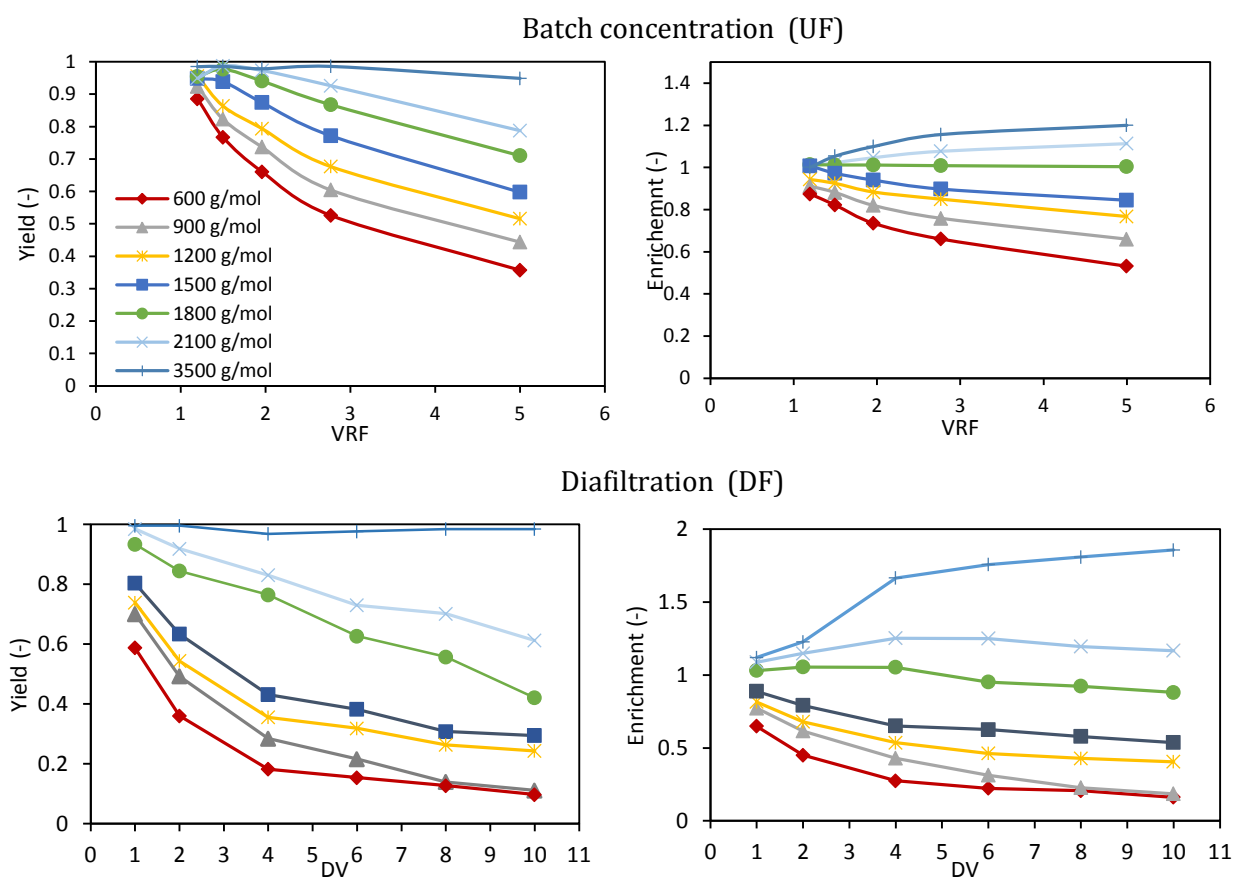 Batch concentration (UF)
1
0.9
0.8
0.7
0.6
0.5
0.4
0.3
0.2
0.1
0
Yield (-)
600 g/mol
900 g/mol
1200 g/mol
1500 g/mol
1800 g/mol
2100 g/mol
3500 g/mol
0 1 2 3 4 5 6
VRF
1.4
1.2
1
0.8
0.6
0.4
0.2
0
Enrichemnt (-)
0 1 2 3 4 5 6
VRF
Diafiltration (DF)
1
0.8
0.6
0.4
0.2
0
Yield (-)
0 1 2 3 4 5 6 7 8 9 10 11
DV
2
1.5
1
0.5
0
Enrichment (-)
0 1 2 3 4 5 6 7 8 9 10 11
DV